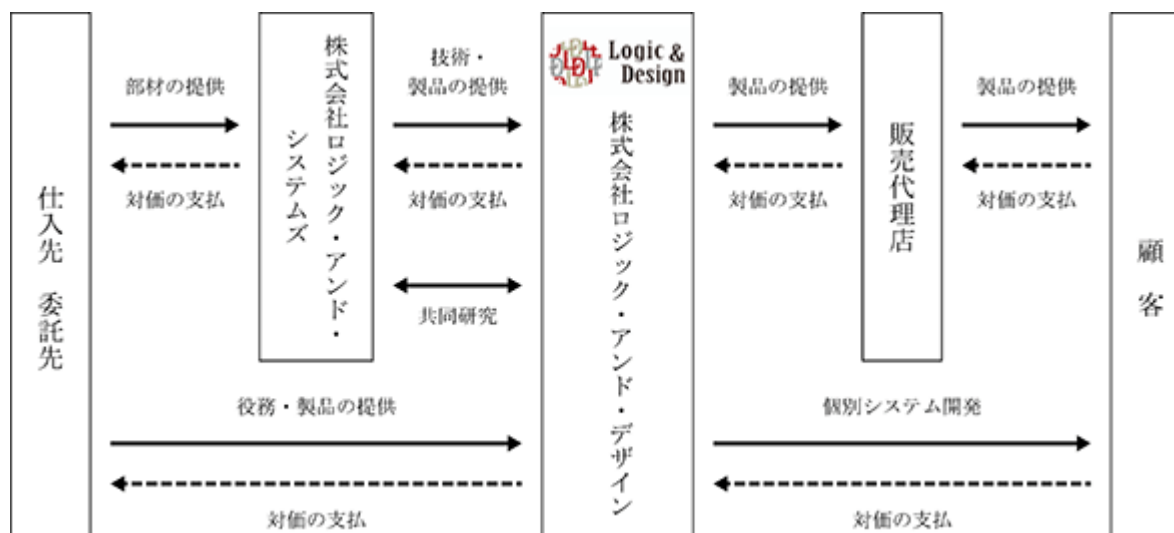 仕入先 委託先
部材の提供
対価の支払
株式会社ロジック・アンド・
システムズ
技術・
製品の提供
対価の支払
共同研究
役務・製品の提供
対価の支払
Logic &
Design
株式会社ロジック・アンド・デザイン
製品の提供
対価の支払
販売代理店
製品の提供
対価の支払
個別システム開発
対価の支払
顧 客